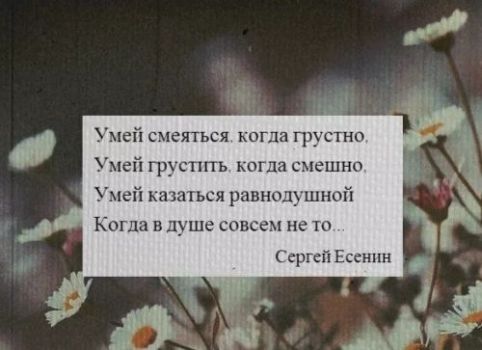 Умей смеяться, когда грустно,
Умей грустить, когда смешно,
Умей казаться равнодушной
Когда в душе совсем не то...
Сергей Есенин